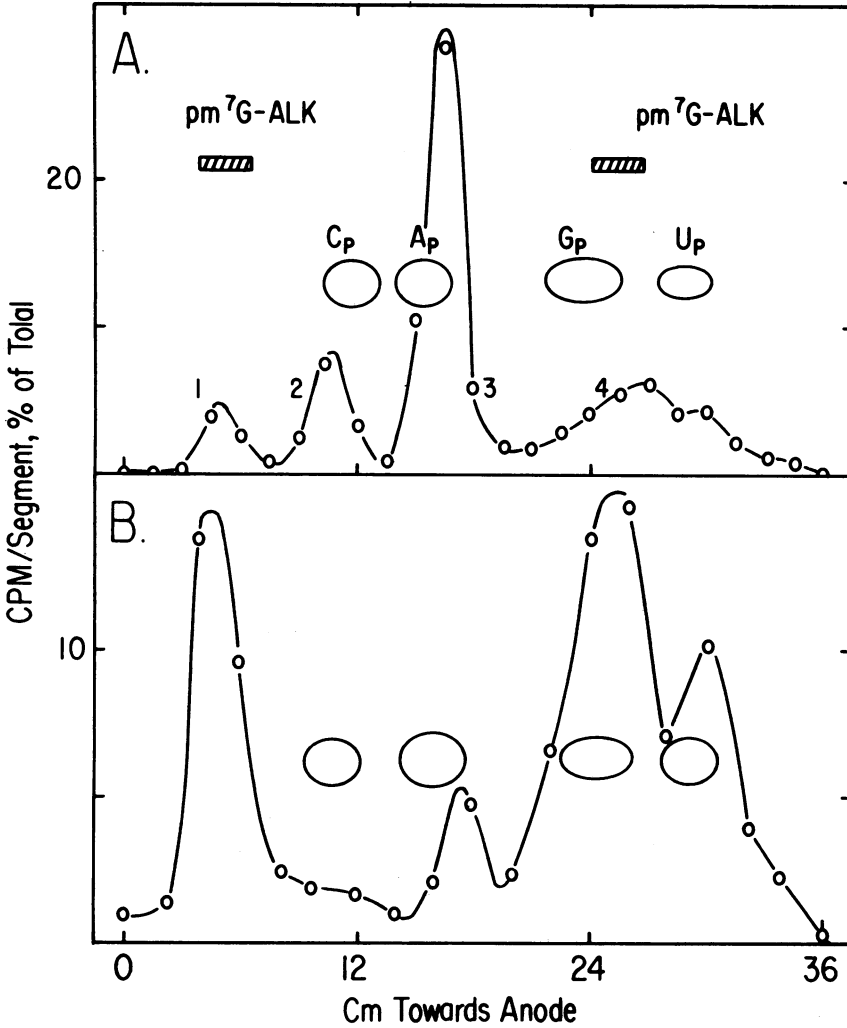 A.
pm⁷G-ALK pm⁷G-ALK
20
Cp Ap Gp Up
1 2 3 4
B.
10
CPM/Segment, % of Total
0 12 24 36
Cm Towards Anode